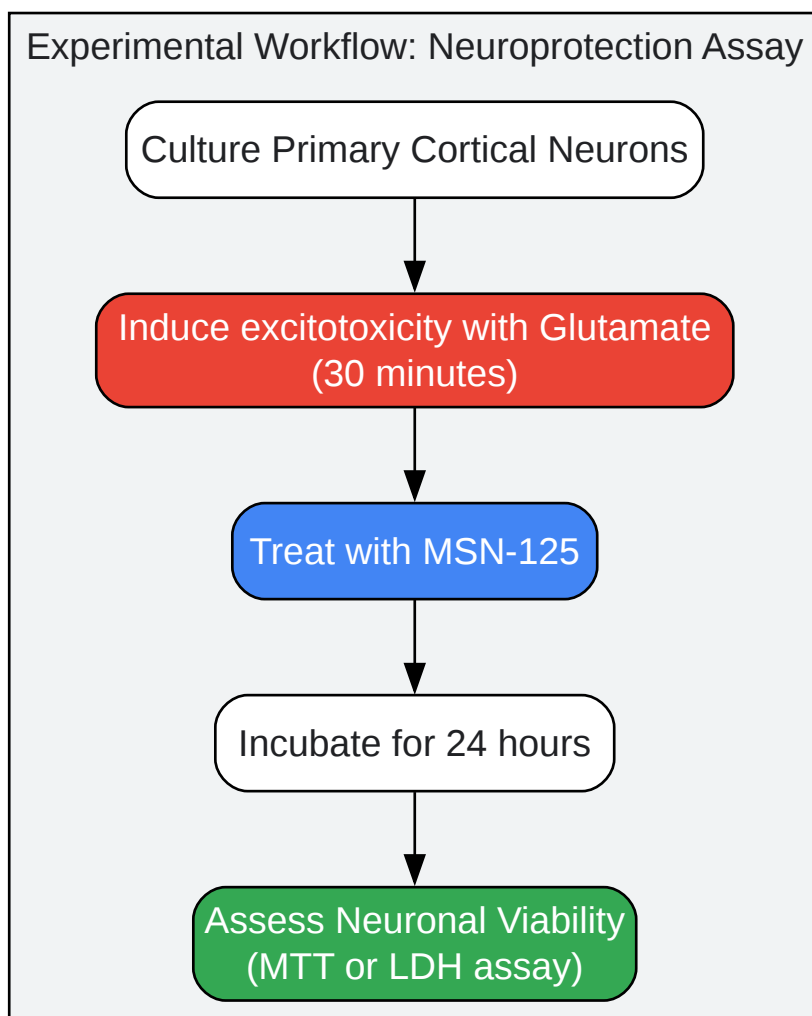 Experimental Workflow: Neuroprotection Assay
Culture Primary Cortical Neurons
Induce excitotoxicity with Glutamate
(30 minutes)
Treat with MSN-125
Incubate for 24 hours
Assess Neuronal Viability
(MTT or LDH assay)